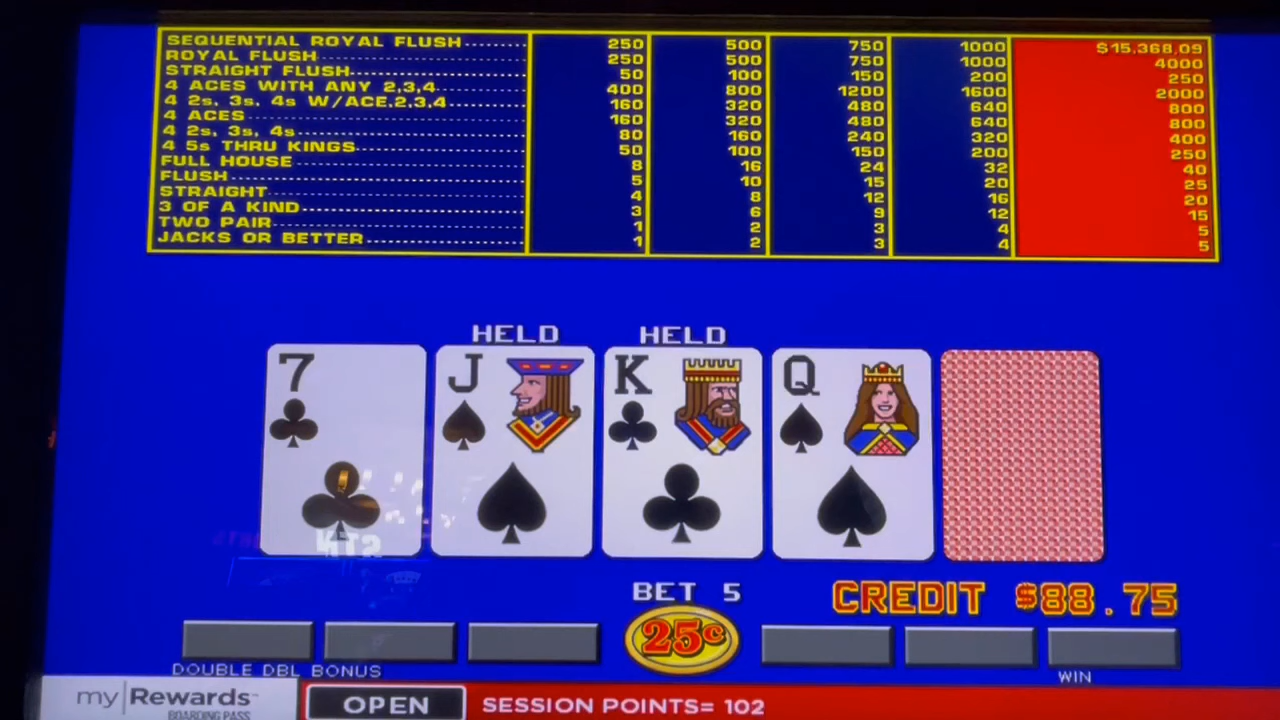 SEQUENTIAL ROYAL FLUSH 250 500 750 1000 $15,368.09
ROYAL FLUSH 250 500 750 1000 4000
STRAIGHT FLUSH 50 100 150 200 250
4 ACES WITH ANY 2,3,4 400 800 1200 1600 2000
4 2s, 3s, 4s W/ACE,2,3,4 160 320 480 640 800
4 ACES 160 320 480 640 800
4 2s, 3s, 4s 80 160 240 320 400
4 5s THRU KINGS 50 100 150 200 250
FULL HOUSE 8 16 24 32 40
FLUSH 5 10 15 20 25
STRAIGHT 4 8 12 16 20
3 OF A KIND 3 6 9 12 15
TWO PAIR 1 2 3 4 5
JACKS OR BETTER 1 2 3 4 5
HELD HELD
7 J K Q
BET 5 CREDIT $88.75
25¢
DOUBLE DBL BONUS WIN
my|Rewards™ OPEN SESSION POINTS= 102
BOARDING PASS